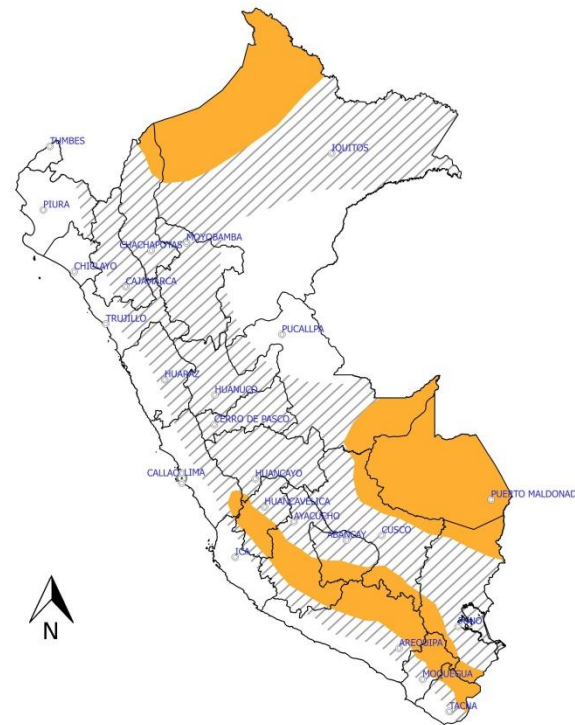 TUMBES
IQUITOS
PIURA
MOYOBAMBA
CHACHAPOYAS
CHICLAYO
CAJAMARCA
TRUJILLO
PUCALLPA
HUARAZ
HUANUCO
CERRO DE PASCO
CALLAO LIMA
HUANCAYO
PUERTO MALDONAD
HUANCAVELICA
AYACUCHO
ABANCAY
CUSCO
ICA
N
PUNO
AREQUIPA
MOQUEGUA
TACNA